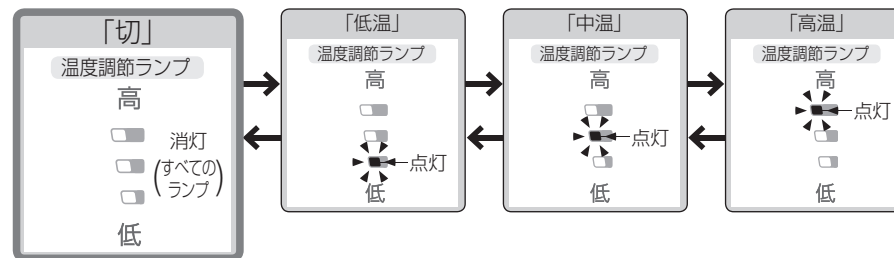 「切」
温度調節ランプ
高
消灯
(すべての
ランプ)
低
「低温」
温度調節ランプ
高
点灯
低
「中温」
温度調節ランプ
高
点灯
低
「高温」
温度調節ランプ
高
点灯
低